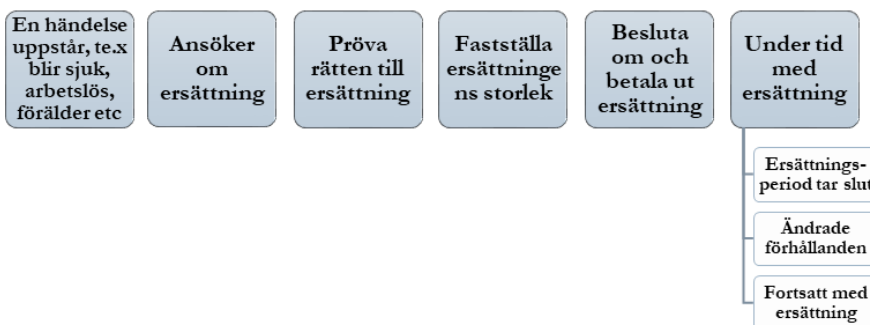 En händelse
uppstår, te.x
blir sjuk,
arbetslös,
förälder etc
Ansöker
om
ersättning
Pröva
rätten till
ersättning
Fastställa
ersättninge
ns storlek
Besluta
om och
betala ut
ersättning
Under tid
med
ersättning
Ersättnings-
period tar slut
Ändrade
förhållanden
Fortsatt med
ersättning